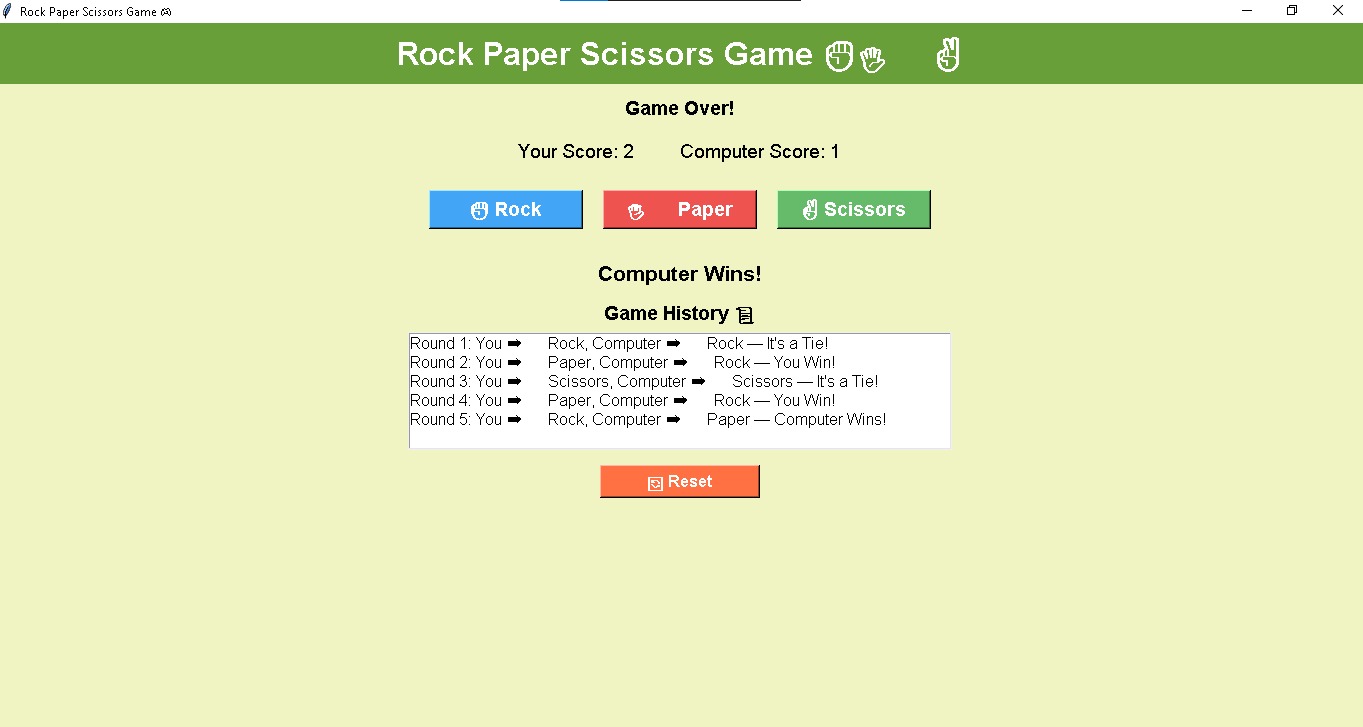 Rock Paper Scissors Game 🎮
Rock Paper Scissors Game ✊🖐 ✌
Game Over!
Your Score: 2 Computer Score: 1
✊ Rock 🖐 Paper ✌ Scissors
Computer Wins!
Game History 📜
Round 1: You ➡ Rock, Computer ➡ Rock — It's a Tie!
Round 2: You ➡ Paper, Computer ➡ Rock — You Win!
Round 3: You ➡ Scissors, Computer ➡ Scissors — It's a Tie!
Round 4: You ➡ Paper, Computer ➡ Rock — You Win!
Round 5: You ➡ Rock, Computer ➡ Paper — Computer Wins!
🔄 Reset